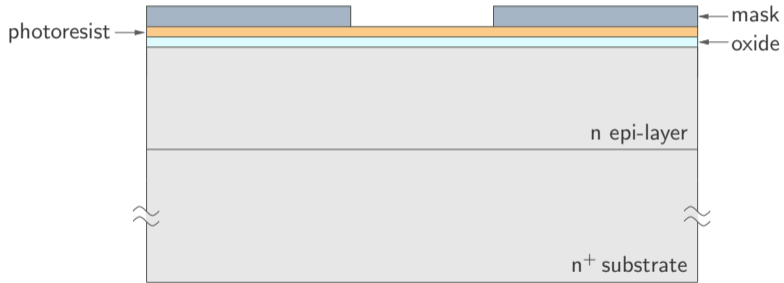 mask
photoresist
oxide
n epi-layer
n⁺ substrate